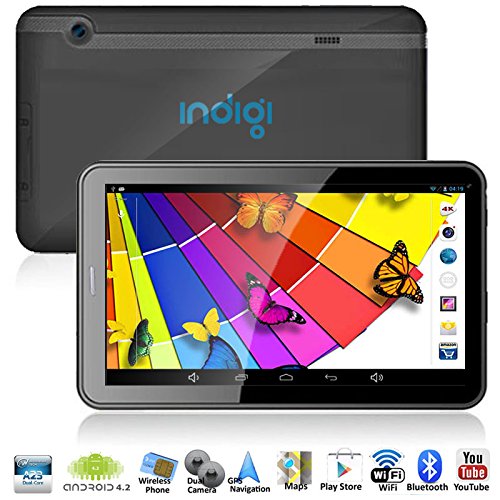 indigi
04:19
4K
amazon
A23
Dual-Core
ANDROID 4.2
Wireless
Phone
Dual
Camera
GPS
Navigation
Maps
Play Store
WiFi
WiFi
Bluetooth
You
Tube
YouTube